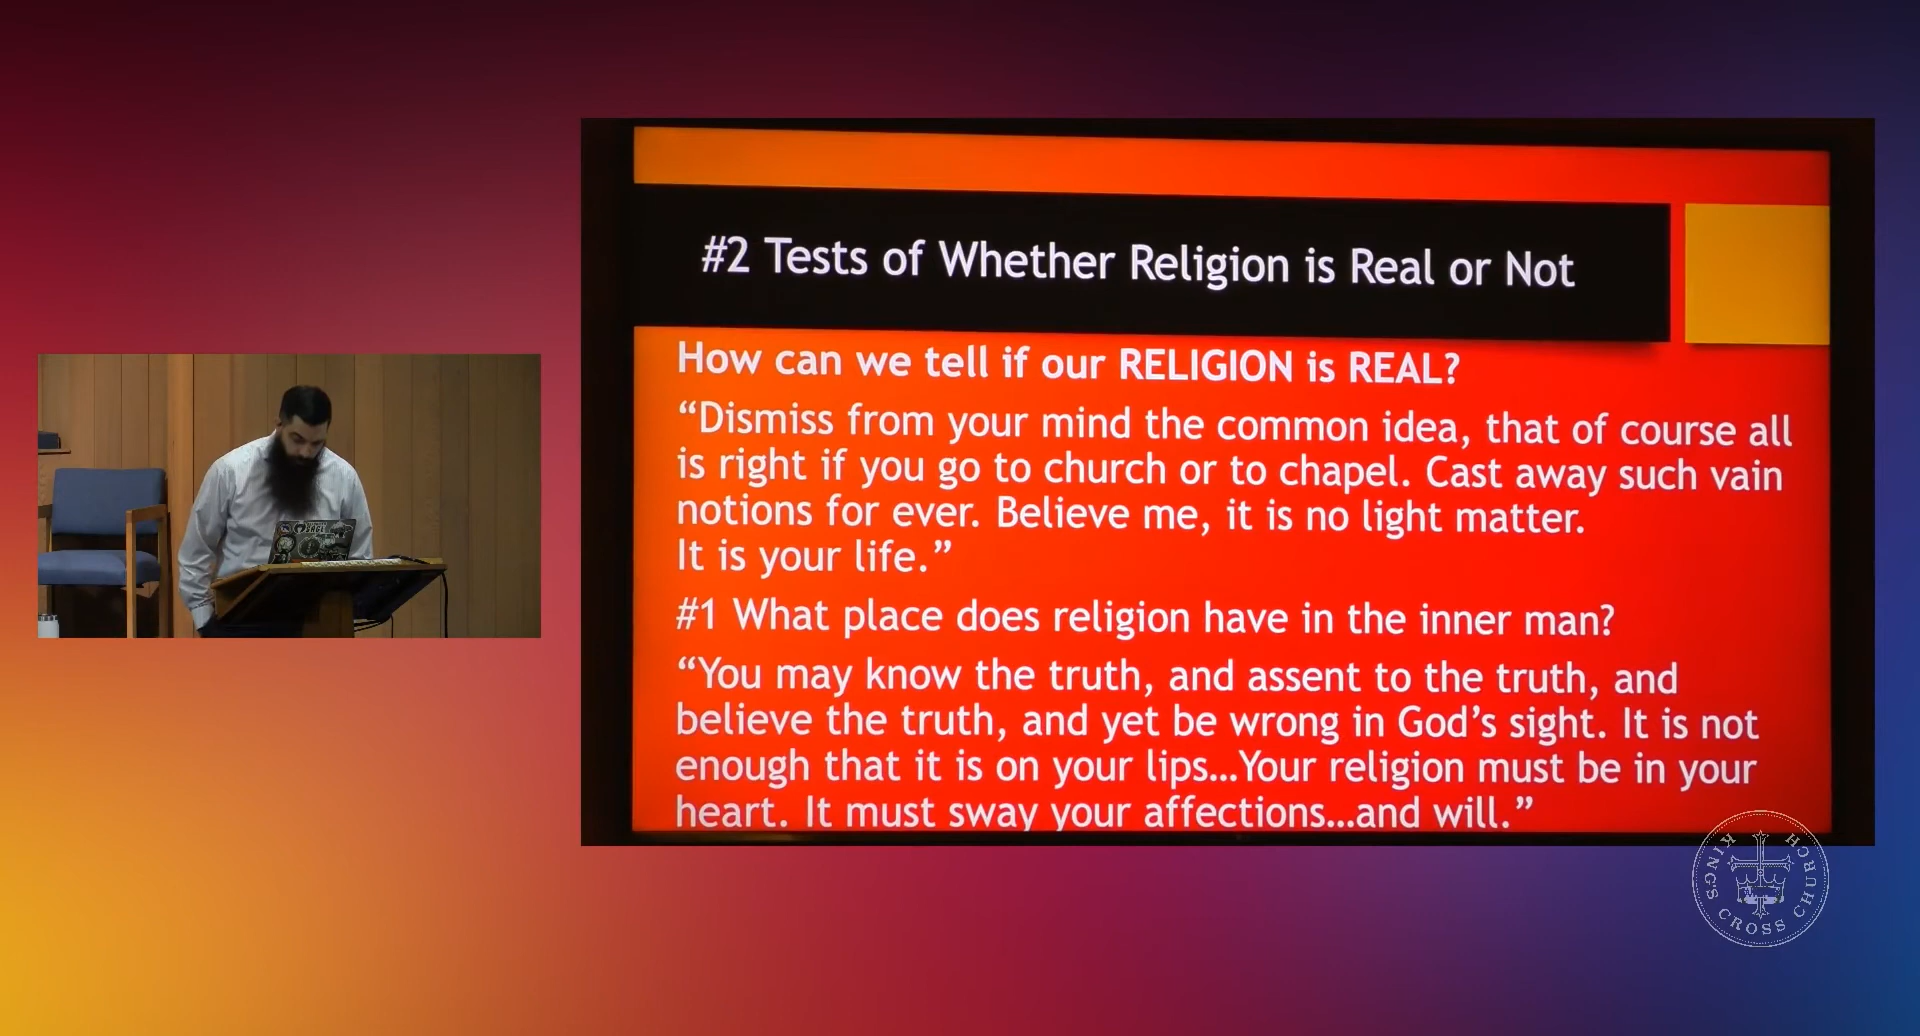 #2 Tests of Whether Religion is Real or Not
How can we tell if our RELIGION is REAL?
“Dismiss from your mind the common idea, that of course all
is right if you go to church or to chapel. Cast away such vain
notions for ever. Believe me, it is no light matter.
It is your life.”
#1 What place does religion have in the inner man?
“You may know the truth, and assent to the truth, and
believe the truth, and yet be wrong in God’s sight. It is not
enough that it is on your lips...Your religion must be in your
heart. It must sway your affections...and will.”
KING'S CROSS CHURCH